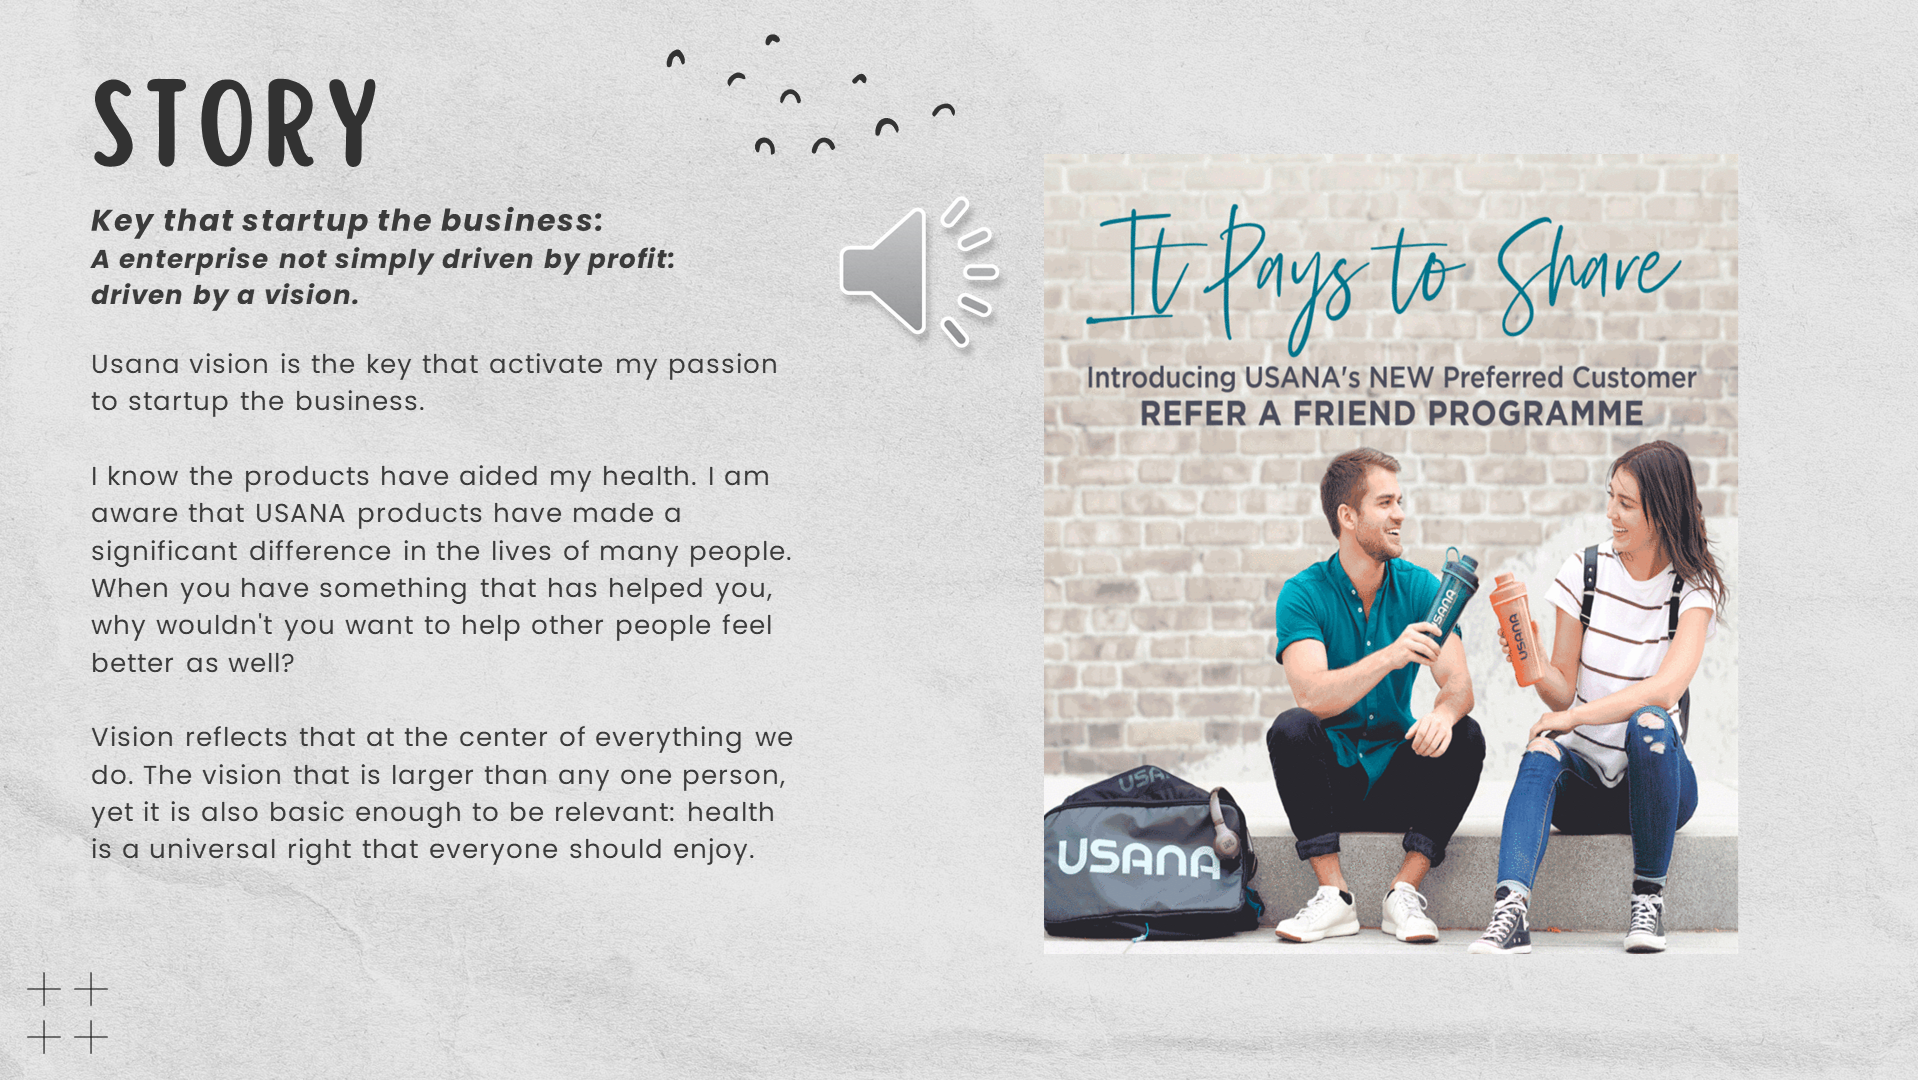 STORY
Key that startup the business:
A enterprise not simply driven by profit:
driven by a vision.
Usana vision is the key that activate my passion
to startup the business.
I know the products have aided my health. I am
aware that USANA products have made a
significant difference in the lives of many people.
When you have something that has helped you,
why wouldn't you want to help other people feel
better as well?
Vision reflects that at the center of everything we
do. The vision that is larger than any one person,
yet it is also basic enough to be relevant: health
is a universal right that everyone should enjoy.
It Pays to Share
Introducing USANA's NEW Preferred Customer
REFER A FRIEND PROGRAMME
USANA
USANA
USA
USANA